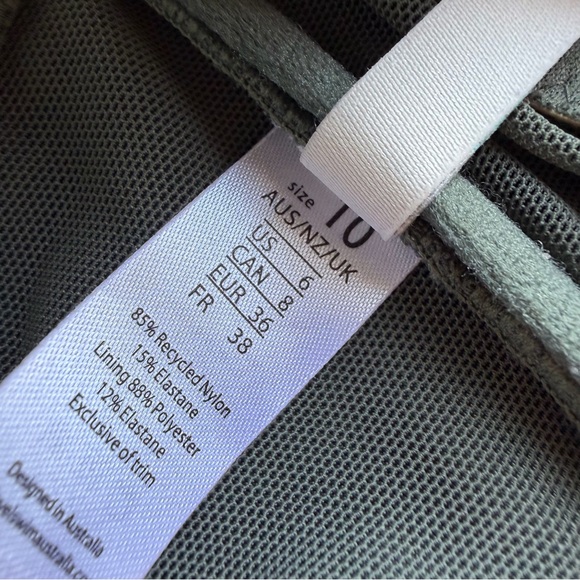 size 10
AUS/NZ/UK
US 6
CAN 8
EUR 36
FR 38
85% Recycled Nylon
15% Elastane
Lining 88% Polyester
12% Elastane
Exclusive of trim
Designed in Australia